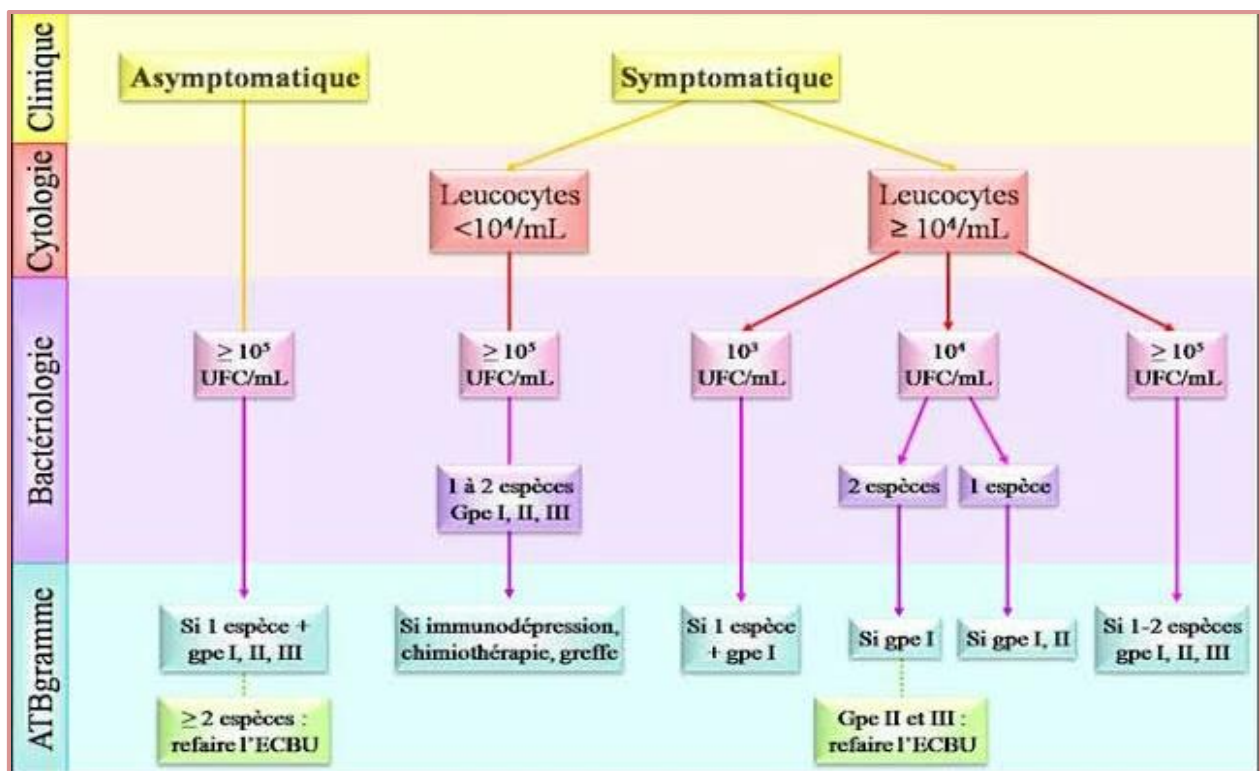 Clinique
Asymptomatique
Symptomatique
Cytologie
Leucocytes
<10⁴/mL
Leucocytes
≥ 10⁴/mL
Bactériologie
≥ 10⁵
UFC/mL
≥ 10⁵
UFC/mL
10³
UFC/mL
10⁴
UFC/mL
≥ 10⁵
UFC/mL
1 à 2 espèces
Gpe I, II, III
2 espèces
1 espèce
ATBgramme
Si 1 espèce +
gpe I, II, III
Si immunodépression,
chimiothérapie, greffe
Si 1 espèce
+ gpe I
Si gpe I
Si gpe I, II
Si 1-2 espèces
gpe I, II, III
≥ 2 espèces :
refaire l'ECBU
Gpe II et III :
refaire l'ECBU